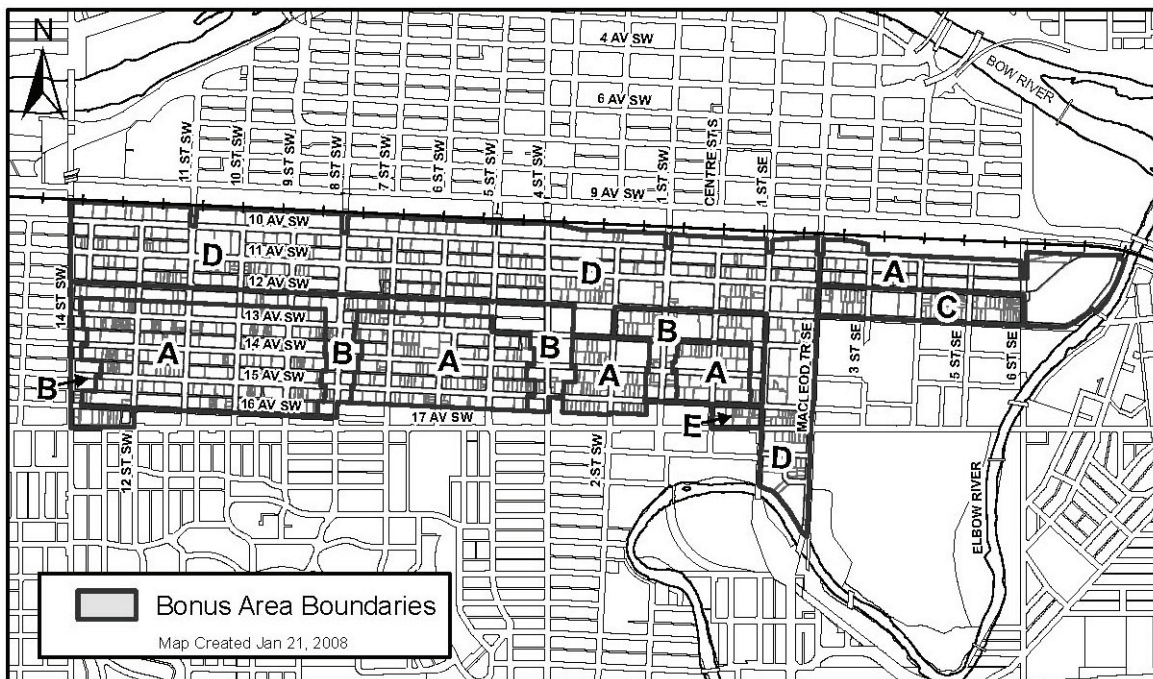 N
4 AV SW
BOW RIVER
6 AV SW
11 ST SW
10 ST SW
9 ST SW
8 ST SW
7 ST SW
6 ST SW
5 ST SW
4 ST SW
9 AV SW
1 ST SW
CENTRE ST S
1 ST SE
10 AV SW
11 AV SW
D
D
A
12 AV SW
14 ST SW
C
13 AV SW
14 AV SW
A
B
A
B
A
B
A
MACLEOD TR SE
3 ST SE
5 ST SE
6 ST SE
15 AV SW
B
16 AV SW
17 AV SW
E
D
12 ST SW
2 ST SW
ELBOW RIVER
Bonus Area Boundaries
Map Created Jan 21, 2008